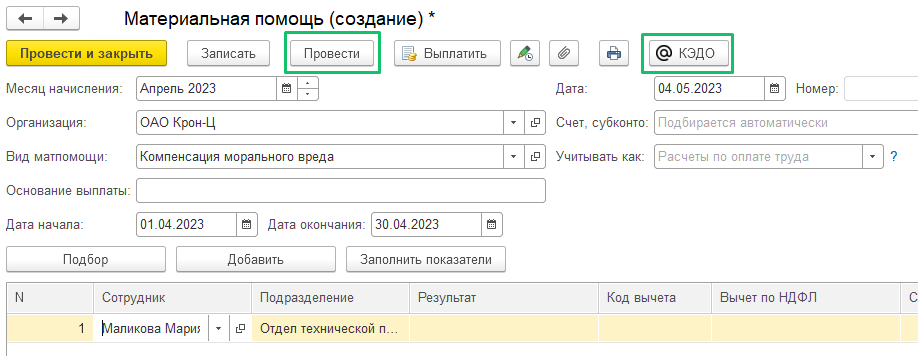 Материальная помощь (создание) *
Провести и закрыть Записать Провести Выплатить @ КЭДО
Месяц начисления: Апрель 2023 Дата: 04.05.2023 Номер:
Организация: ОАО Крон-Ц Счет, субконто: Подбирается автоматически
Вид матпомощи: Компенсация морального вреда Учитывать как: Расчеты по оплате труда ?
Основание выплаты:
Дата начала: 01.04.2023 Дата окончания: 30.04.2023
Подбор Добавить Заполнить показатели
N Сотрудник Подразделение Результат Код вычета Вычет по НДФЛ С
1 Маликова Мария Отдел технической п...